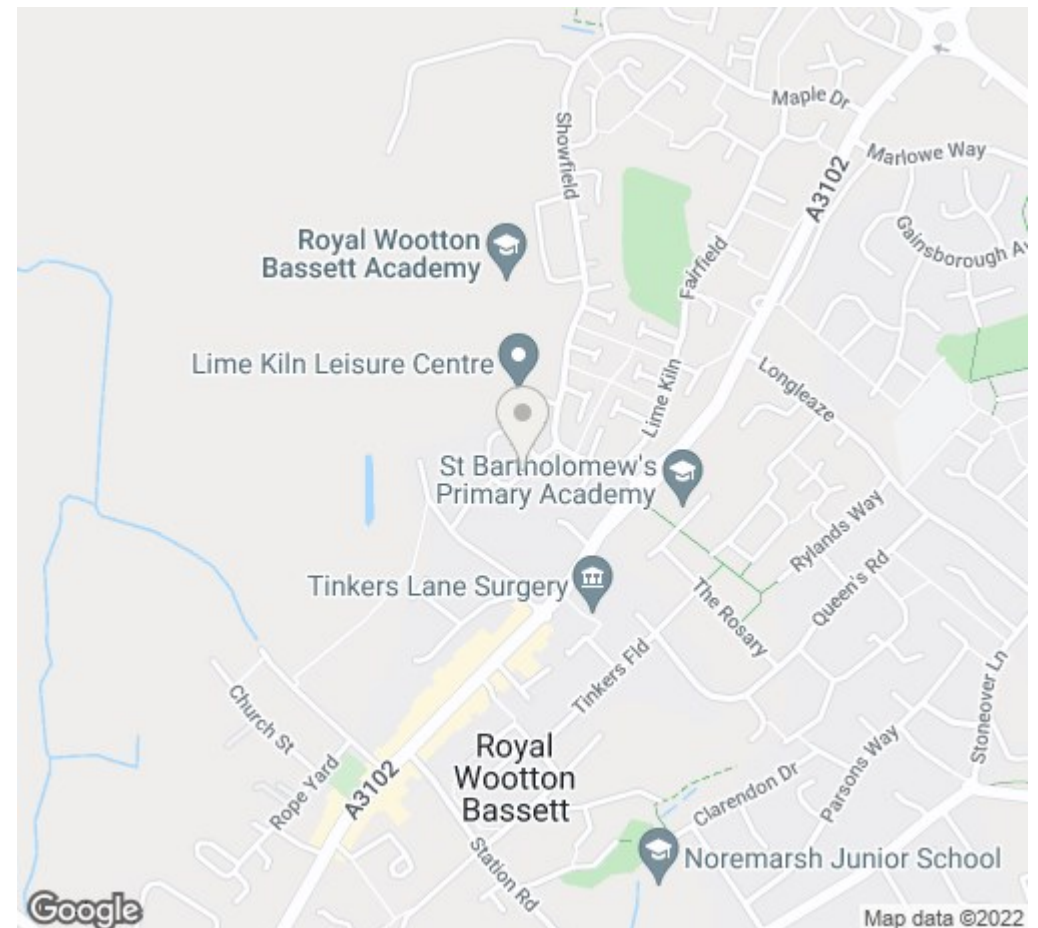 Maple Dr
Marlowe Way
Showfield
A3102
Gainsborough Av
Royal Wootton
Bassett Academy
Fairfield
Lime Kiln Leisure Centre
Longleaze
Lime Kiln
St Bartholomew's
Primary Academy
Rylands Way
Queen's Rd
Tinkers Lane Surgery
The Rosary
Tinkers Fld
Stoneover Ln
Church St
Parsons Way
Royal
Wootton
Bassett
Rope Yard
A3102
Clarendon Dr
Station Rd
Noremarsh Junior School
Google
Map data ©2022